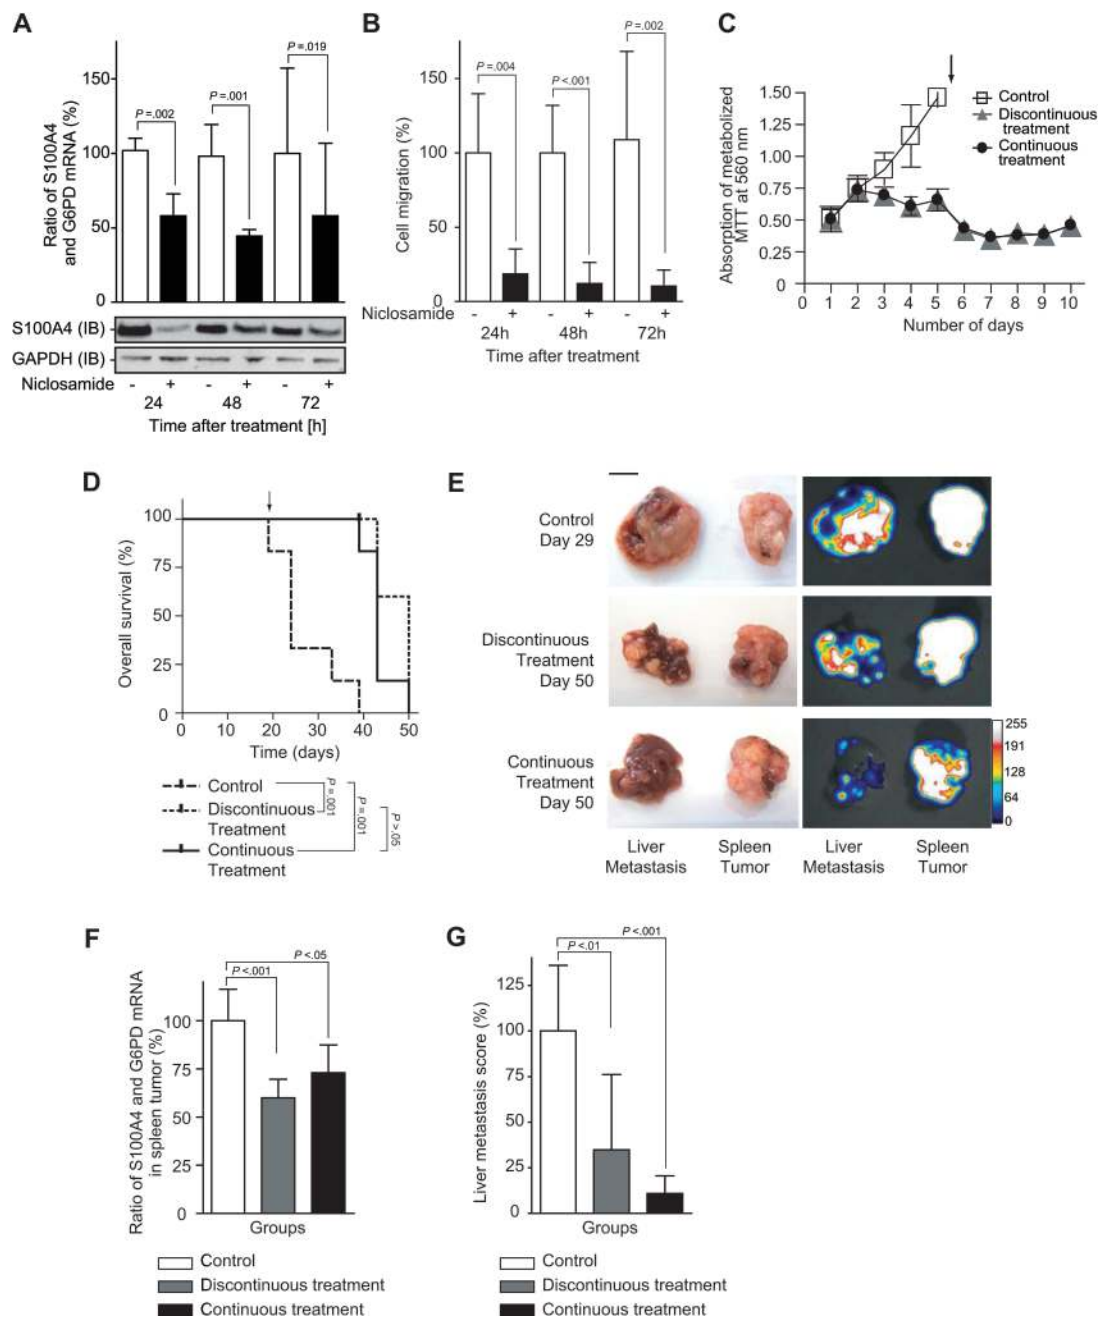 A
Ratio of S100A4
and G6PD mRNA (%)
150
100
50
0
P=.002
P=.001
P=.019
S100A4 (IB)
GAPDH (IB)
Niclosamide
- + - + - +
24 48 72
Time after treatment [h]
B
Cell migration (%)
150
100
50
0
P=.004
P<.001
P=.002
Niclosamide
- + - + - +
24h 48h 72h
Time after treatment
C
Absorption of metabolized
MTT at 560 nm
1.50
1.25
1.00
0.75
0.50
0.25
0
0 1 2 3 4 5 6 7 8 9 10
Number of days
Control
Discontinuous
treatment
Continuous
treatment
D
Overall survival (%)
100
75
50
25
0
0 10 20 30 40 50
Time (days)
Control
Discontinuous
Treatment
Continuous
Treatment
P=.001
P=.001
P>.05
E
Control
Day 29
Discontinuous
Treatment
Day 50
Continuous
Treatment
Day 50
255
191
128
64
0
Liver
Metastasis
Spleen
Tumor
Liver
Metastasis
Spleen
Tumor
F
Ratio of S100A4 and G6PD mRNA
in spleen tumor (%)
100
75
50
25
0
P<.001
P<.05
Groups
Control
Discontinuous treatment
Continuous treatment
G
Liver metastasis score (%)
125
100
75
50
25
0
P<.01
P<.001
Groups
Control
Discontinuous treatment
Continuous treatment